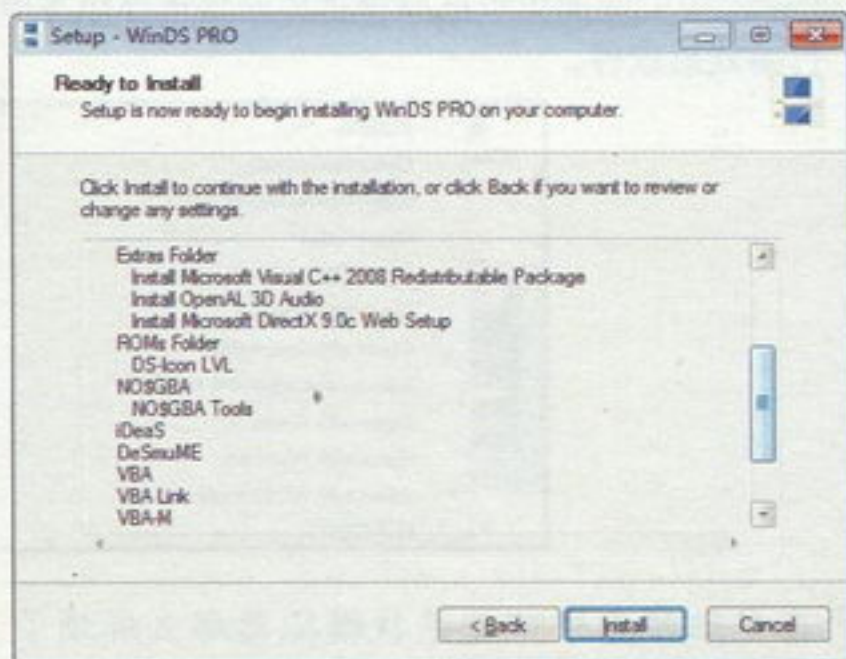 Setup - WinDS PRO
Ready to Install
Setup is now ready to begin installing WinDS PRO on your computer.
Click Install to continue with the installation, or click Back if you want to review or
change any settings.
Extras Folder
Install Microsoft Visual C++ 2008 Redistributable Package
Install OpenAL 3D Audio
Install Microsoft DirectX 9.0c Web Setup
ROMs Folder
DS-Icon LVL
NO$GBA
NO$GBA Tools
iDeaS
DeSmuME
VBA
VBA Link
VBA-M
< Back
Install
Cancel